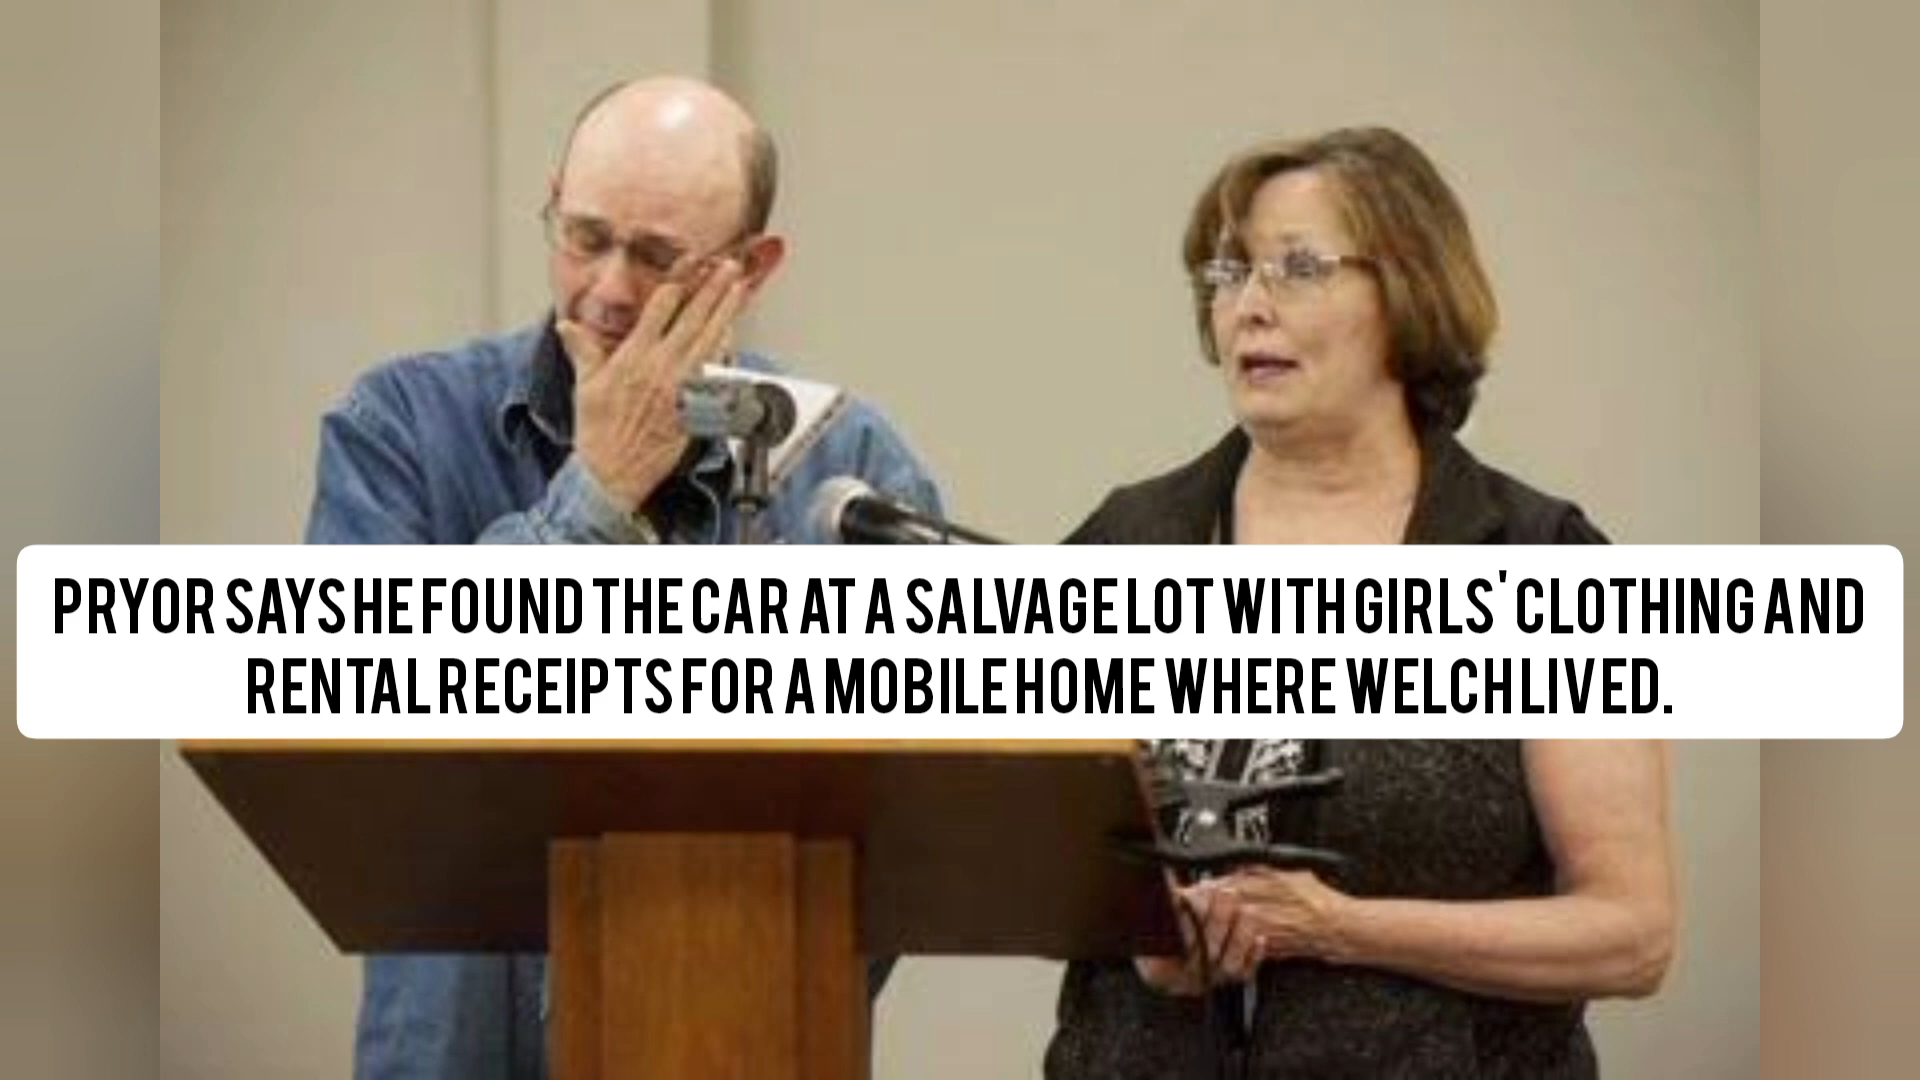 PRYOR SAYS HE FOUND THE CAR AT A SALVAGE LOT WITH GIRLS' CLOTHING AND
RENTAL RECEIPTS FOR A MOBILE HOME WHERE WELCH LIVED.